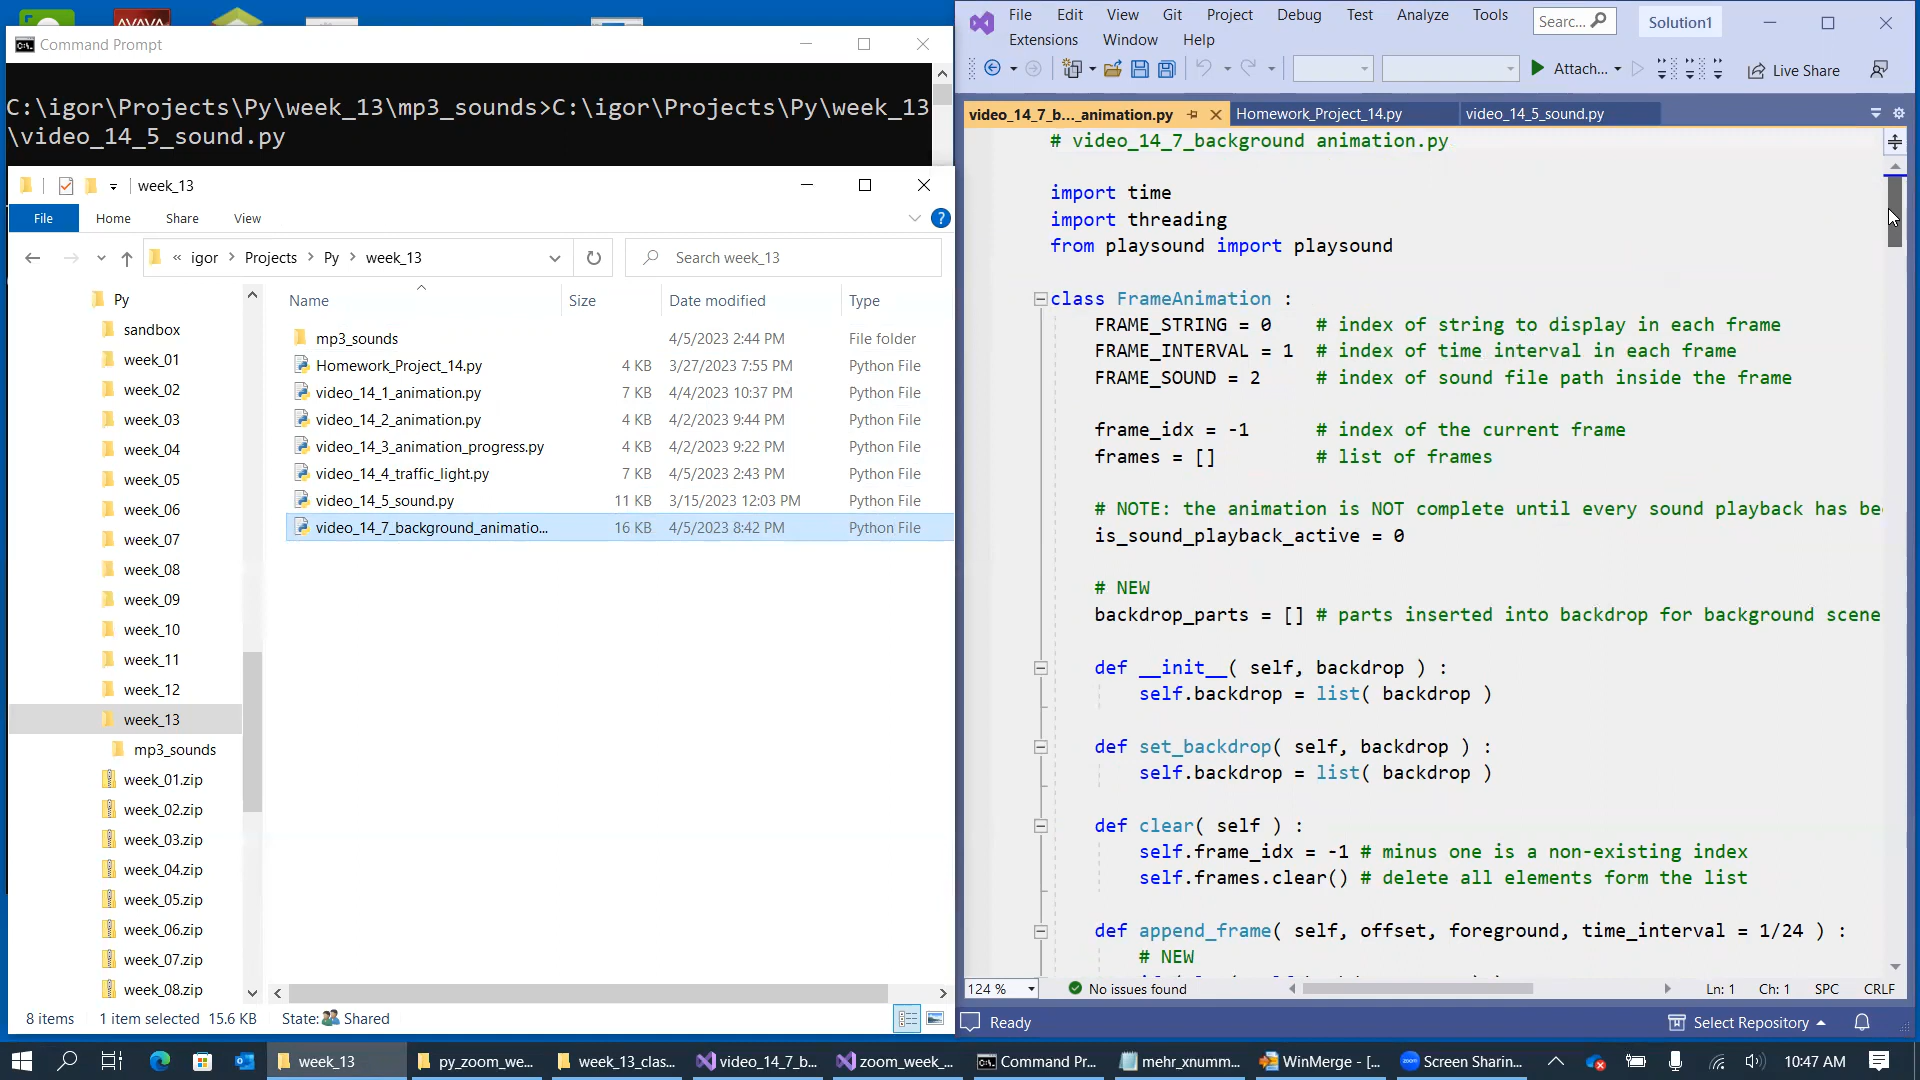 AVAVA
Command Prompt
C:\igor\Projects\Py\week_13\mp3_sounds>C:\igor\Projects\Py\week_13
\video_14_5_sound.py
week_13
File Home Share View
« igor > Projects > Py > week_13
Search week_13
Name Size Date modified Type
Py
sandbox
week_01
week_02
week_03
week_04
week_05
week_06
week_07
week_08
week_09
week_10
week_11
week_12
week_13
mp3_sounds
week_01.zip
week_02.zip
week_03.zip
week_04.zip
week_05.zip
week_06.zip
week_07.zip
week_08.zip
mp3_sounds 4/5/2023 2:44 PM File folder
Homework_Project_14.py 4 KB 3/27/2023 7:55 PM Python File
video_14_1_animation.py 7 KB 4/4/2023 10:37 PM Python File
video_14_2_animation.py 4 KB 4/2/2023 9:44 PM Python File
video_14_3_animation_progress.py 4 KB 4/2/2023 9:22 PM Python File
video_14_4_traffic_light.py 7 KB 4/5/2023 2:43 PM Python File
video_14_5_sound.py 11 KB 3/15/2023 12:03 PM Python File
video_14_7_background_animatio... 16 KB 4/5/2023 8:42 PM Python File
8 items 1 item selected 15.6 KB State: Shared
File Edit View Git Project Debug Test Analyze Tools
Searc...
Solution1
Extensions Window Help
Attach...
Live Share
video_14_7_b..._animation.py Homework_Project_14.py video_14_5_sound.py
# video_14_7_background animation.py
import time
import threading
from playsound import playsound
class FrameAnimation :
FRAME_STRING = 0 # index of string to display in each frame
FRAME_INTERVAL = 1 # index of time interval in each frame
FRAME_SOUND = 2 # index of sound file path inside the frame
frame_idx = -1 # index of the current frame
frames = [] # list of frames
# NOTE: the animation is NOT complete until every sound playback has be
is_sound_playback_active = 0
# NEW
backdrop_parts = [] # parts inserted into backdrop for background scene
def __init__( self, backdrop ) :
self.backdrop = list( backdrop )
def set_backdrop( self, backdrop ) :
self.backdrop = list( backdrop )
def clear( self ) :
self.frame_idx = -1 # minus one is a non-existing index
self.frames.clear() # delete all elements form the list
def append_frame( self, offset, foreground, time_interval = 1/24 ) :
# NEW
124 % No issues found Ln: 1 Ch: 1 SPC CRLF
Ready
Select Repository
week_13
py_zoom_we...
week_13_clas...
video_14_7_b...
zoom_week_...
Command Pr...
mehr_xnumm...
WinMerge - [...
Screen Sharin...
10:47 AM